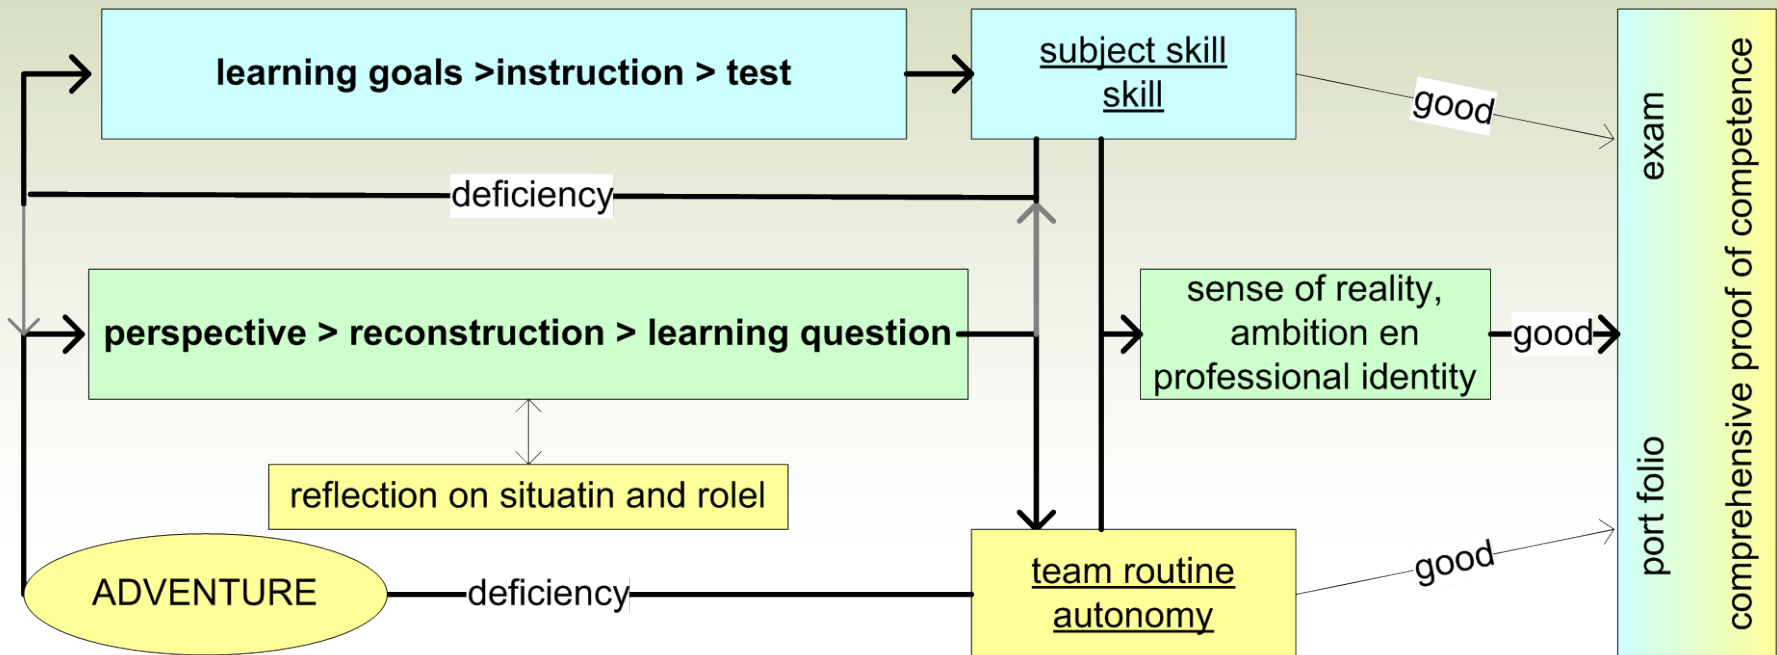 learning goals >instruction > test
subject skill
skill
good
deficiency
perspective > reconstruction > learning question
sense of reality,
ambition en
professional identity
good
reflection on situatin and rolel
ADVENTURE
deficiency
team routine
autonomy
good
exam
port folio
comprehensive proof of competence